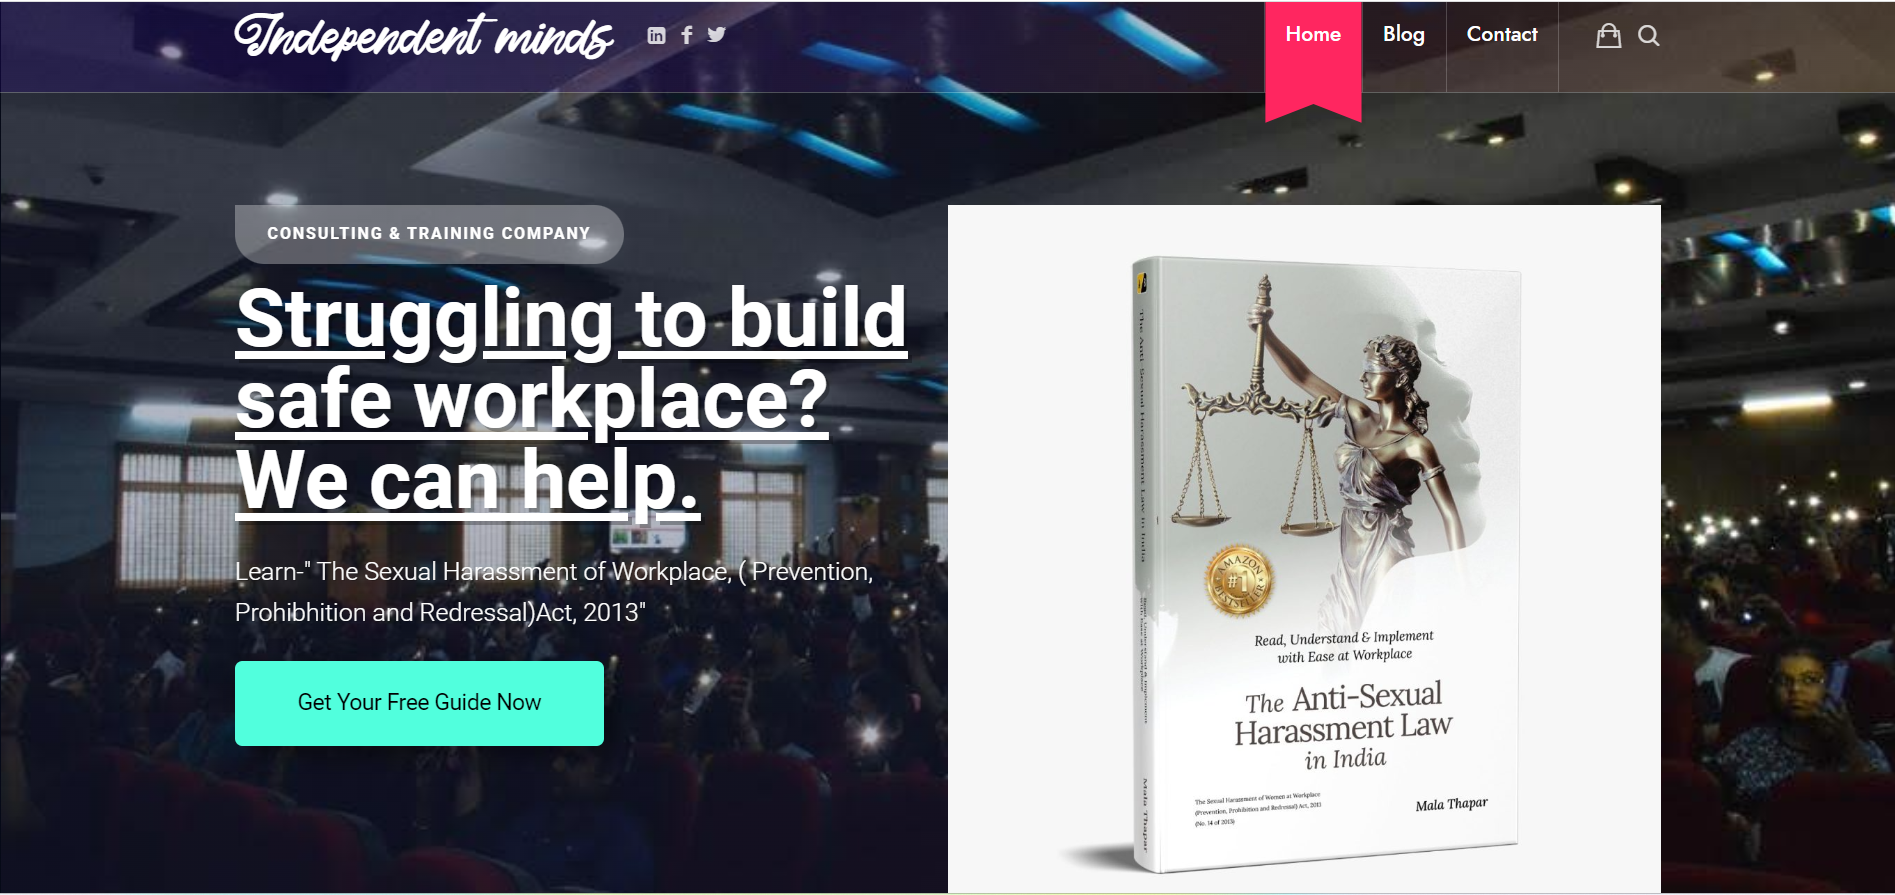 Independent minds
Home
Blog
Contact
CONSULTING & TRAINING COMPANY
Struggling to build
safe workplace?
We can help.
Learn-" The Sexual Harassment of Workplace, ( Prevention,
Prohibhition and Redressal)Act, 2013"
Get Your Free Guide Now
The Anti-Sexual Harassment Law in India
Mala Thapar
AMAZON
#1
BESTSELLER
Read, Understand & Implement
with Ease at Workplace
The Anti-Sexual
Harassment Law
in India
The Sexual Harassment of Women at Workplace
(Prevention, Prohibition and Redressal) Act, 2013
(No. 14 of 2013)
Mala Thapar